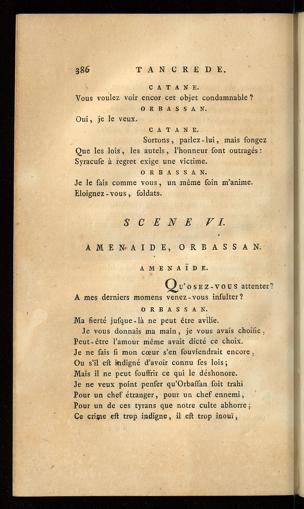 386 TANCREDE.
CATANE.
Vous voulez voir encor cet objet condamnable ?
ORBASSAN.
Oui, je le veux.
CATANE.
Sortons, parlez-lui, mais songez
Que les lois, les autels, l'honneur sont outragés :
Syracuse à regret exige une victime.
ORBASSAN.
Je le sais comme vous, un même soin m'anime.
Eloignez-vous, soldats.
SCENE VI.
AMENAIDE, ORBASSAN.
AMENAÏDE.
QU'OSEZ-VOUS attenter ?
A mes derniers momens venez-vous insulter ?
ORBASSAN.
Ma fierté jusque-là ne peut être avilie.
Je vous donnais ma main, je vous avais choisie ;
Peut-être l'amour même avait dicté ce choix.
Je ne sais si mon cœur s'en souviendrait encore,
Ou s'il est indigné d'avoir connu ses lois ;
Mais il ne peut souffrir ce qui le déshonore.
Je ne veux point penser qu'Orbassan soit trahi
Pour un chef étranger, pour un chef ennemi,
Pour un de ces tyrans que notre culte abhorre ;
Ce crime est trop indigne, il est trop inouï,